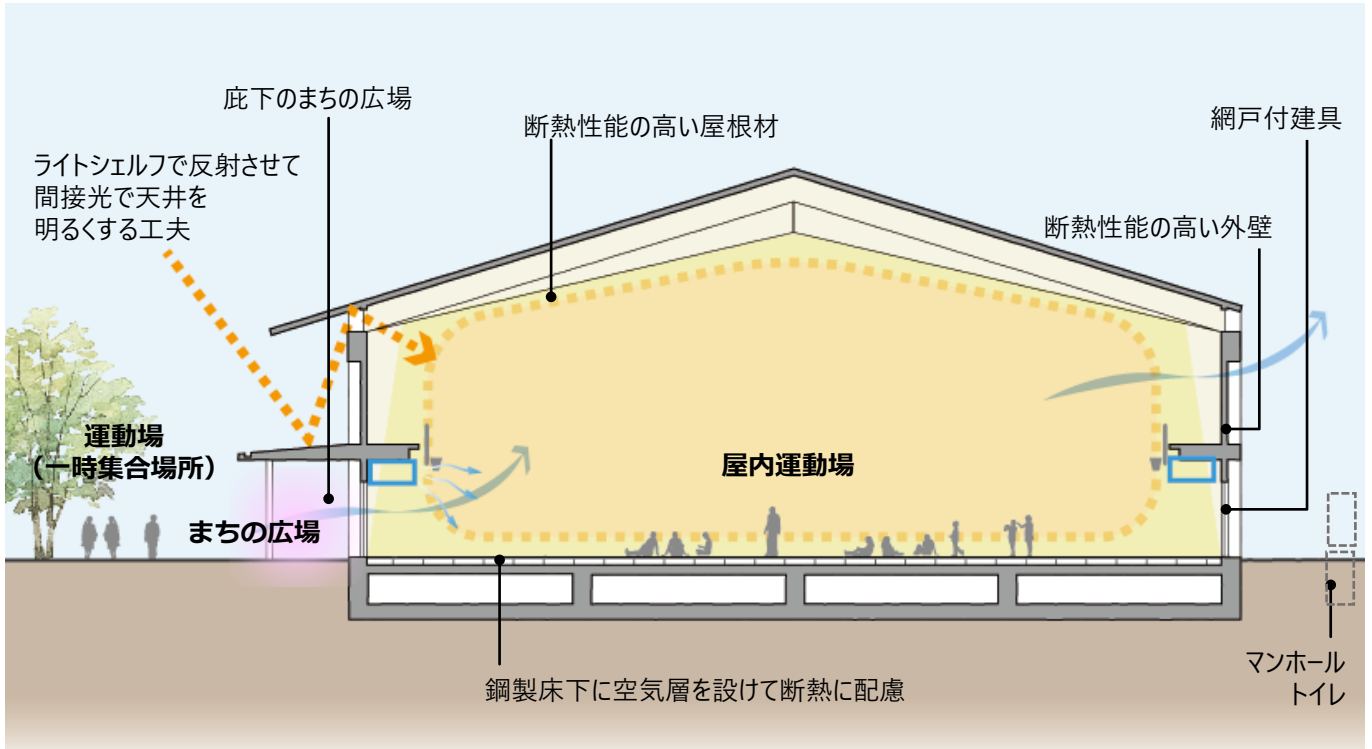 庇下のまちの広場
断熱性能の高い屋根材
網戸付建具
ライトシェルフで反射させて
間接光で天井を
明るくする工夫
断熱性能の高い外壁
運動場
（一時集合場所）
屋内運動場
まちの広場
マンホール
トイレ
鋼製床下に空気層を設けて断熱に配慮